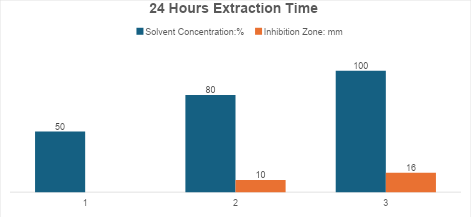 24 Hours Extraction Time
Solvent Concentration:% Inhibition Zone: mm
100
80
50
16
10
1 2 3